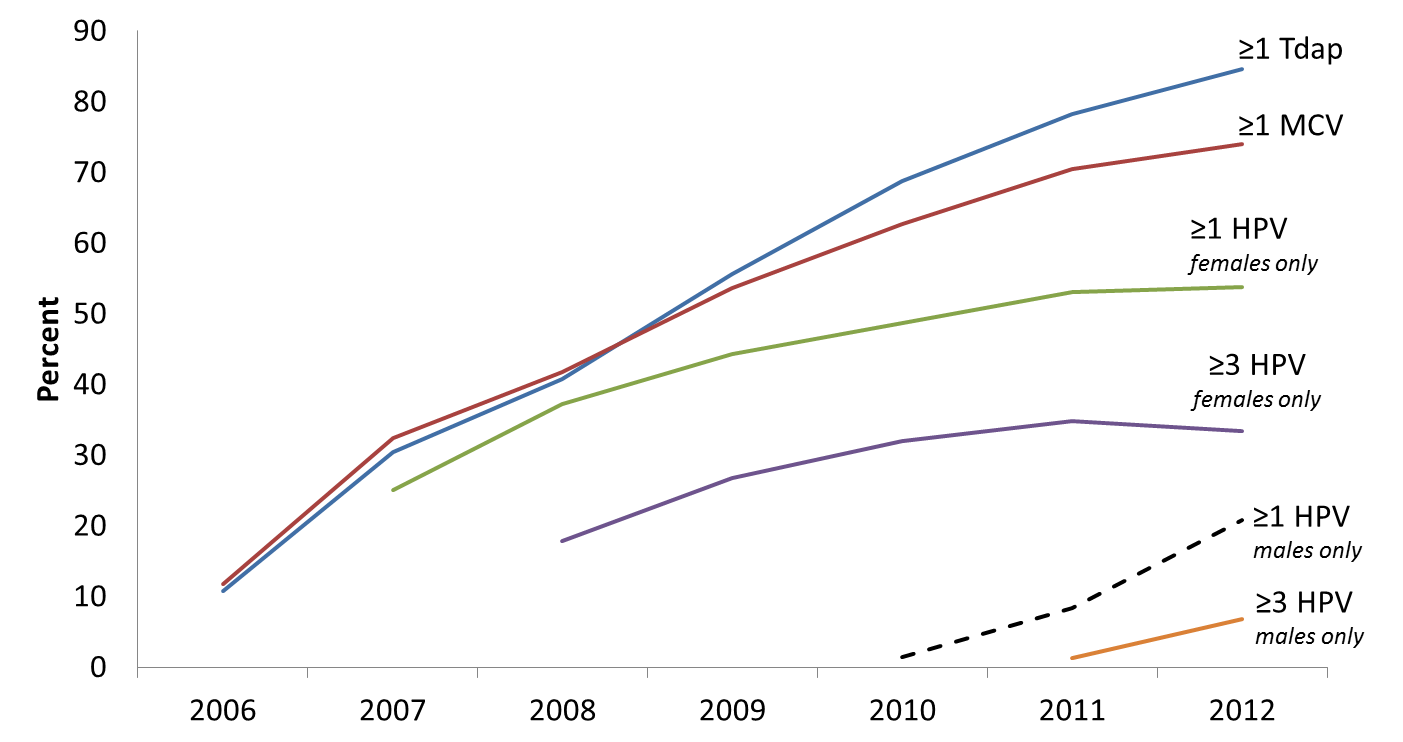 90
≥1 Tdap
80
≥1 MCV
70
≥1 HPV
females only
60
50
Percent
≥3 HPV
females only
40
30
20
≥1 HPV
males only
10
≥3 HPV
males only
0
2006 2007 2008 2009 2010 2011 2012